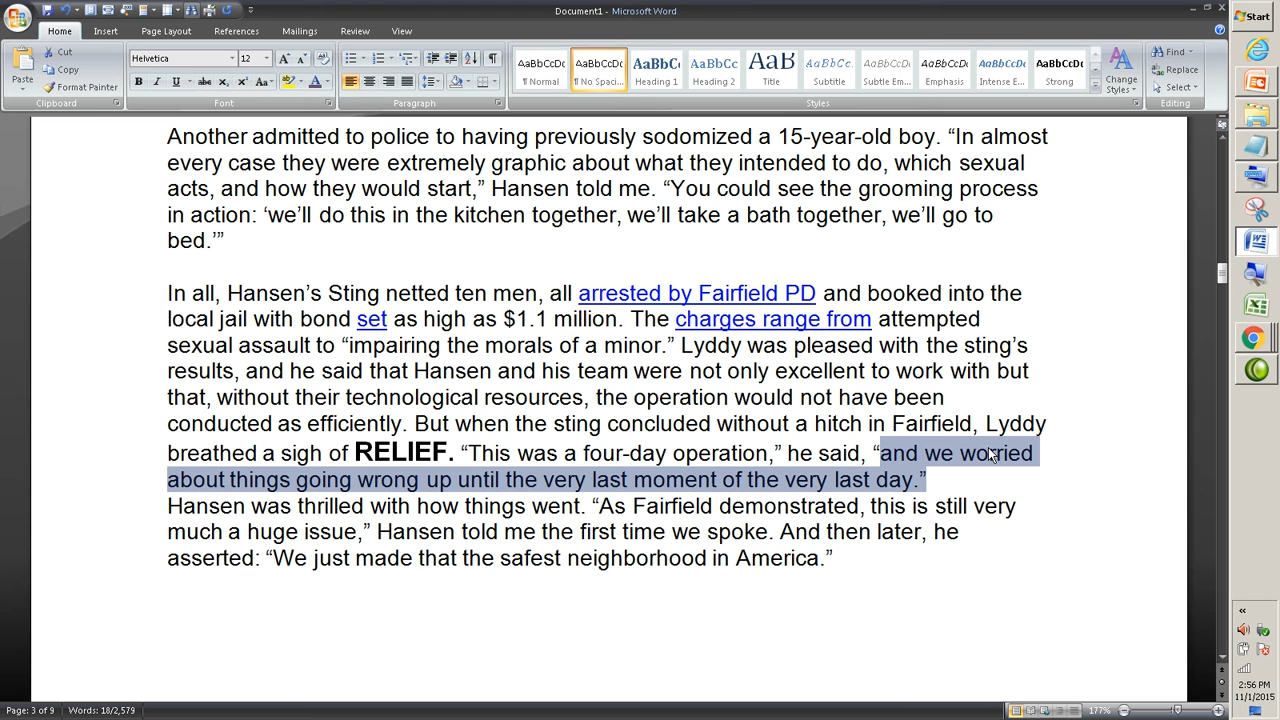 Document1 - Microsoft Word
Home Insert Page Layout References Mailings Review View
Paste
Cut
Copy
Format Painter
Clipboard
Helvetica 12
Font
Paragraph
AaBbCcDc AaBbCcDc AaBbCc AaBbCc AaB AaBbCc. AaBbCcDt AaBbCcDt AaBbCcDt AaBbCcDc
¶ Normal ¶ No Spaci... Heading 1 Heading 2 Title Subtitle Subtle Em... Emphasis Intense E... Strong
Styles
Change Styles
Find
Replace
Select
Editing
Start
Another admitted to police to having previously sodomized a 15-year-old boy. “In almost
every case they were extremely graphic about what they intended to do, which sexual
acts, and how they would start,” Hansen told me. “You could see the grooming process
in action: ‘we’ll do this in the kitchen together, we’ll take a bath together, we’ll go to
bed.’”
In all, Hansen’s Sting netted ten men, all arrested by Fairfield PD and booked into the
local jail with bond set as high as $1.1 million. The charges range from attempted
sexual assault to “impairing the morals of a minor.” Lyddy was pleased with the sting’s
results, and he said that Hansen and his team were not only excellent to work with but
that, without their technological resources, the operation would not have been
conducted as efficiently. But when the sting concluded without a hitch in Fairfield, Lyddy
breathed a sigh of RELIEF. “This was a four-day operation,” he said, “and we worried
about things going wrong up until the very last moment of the very last day.”
Hansen was thrilled with how things went. “As Fairfield demonstrated, this is still very
much a huge issue,” Hansen told me the first time we spoke. And then later, he
asserted: “We just made that the safest neighborhood in America.”
Page: 3 of 9 Words: 18/2,579
177%
2:56 PM
11/1/2015